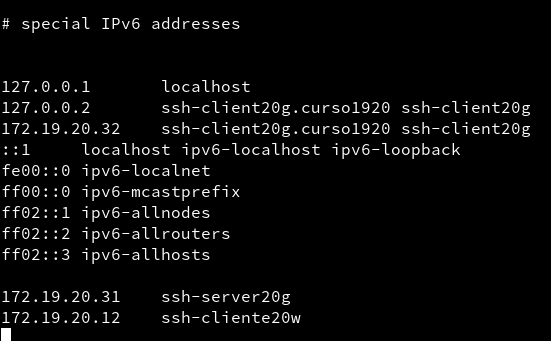 # special IPv6 addresses
127.0.0.1 localhost
127.0.0.2 ssh-client20g.curso1920 ssh-client20g
172.19.20.32 ssh-client20g.curso1920 ssh-client20g
::1 localhost ipv6-localhost ipv6-loopback
fe00::0 ipv6-localnet
ff00::0 ipv6-mcastprefix
ff02::1 ipv6-allnodes
ff02::2 ipv6-allrouters
ff02::3 ipv6-allhosts
172.19.20.31 ssh-server20g
172.19.20.12 ssh-cliente20w